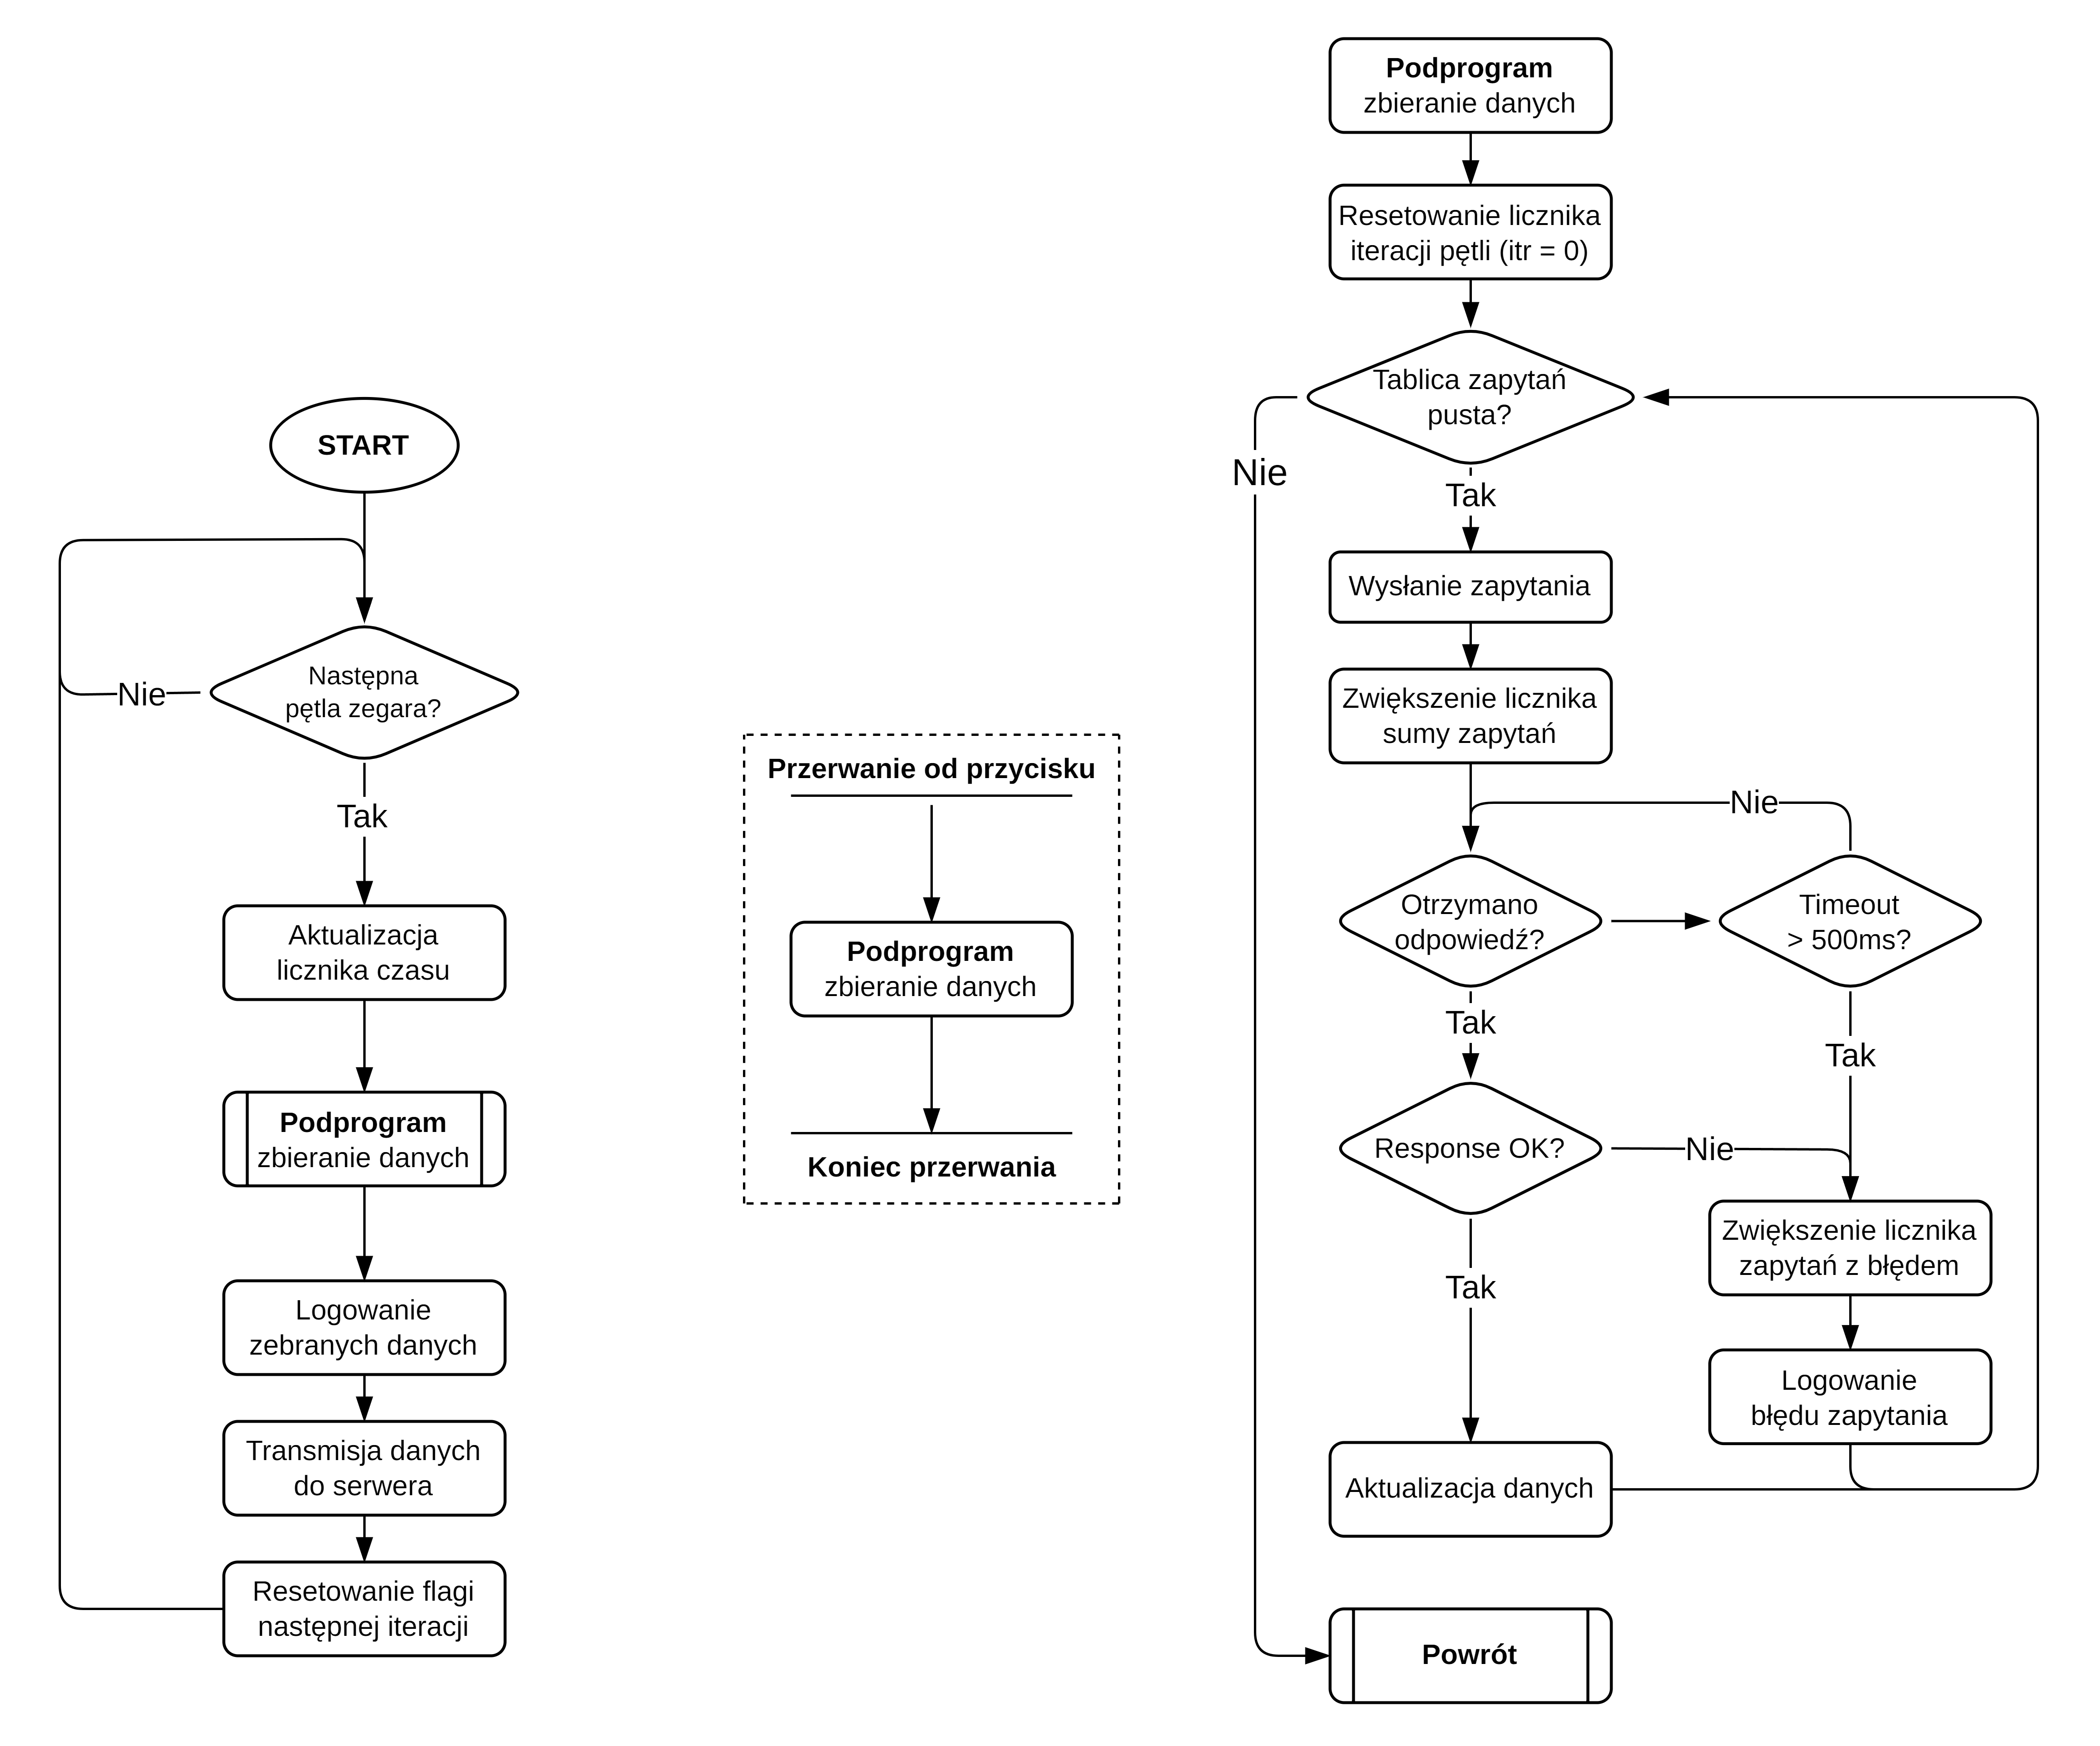 START
Następna
pętla zegara?
Nie
Tak
Aktualizacja
licznika czasu
Podprogram
zbieranie danych
Logowanie
zebranych danych
Transmisja danych
do serwera
Resetowanie flagi
następnej iteracji
Przerwanie od przycisku
Podprogram
zbieranie danych
Koniec przerwania
Podprogram
zbieranie danych
Resetowanie licznika
iteracji pętli (itr = 0)
Tablica zapytań
pusta?
Nie
Tak
Wysłanie zapytania
Zwiększenie licznika
sumy zapytań
Nie
Otrzymano
odpowiedź?
Timeout
> 500ms?
Tak
Tak
Response OK?
Nie
Zwiększenie licznika
zapytań z błędem
Tak
Logowanie
błędu zapytania
Aktualizacja danych
Powrót